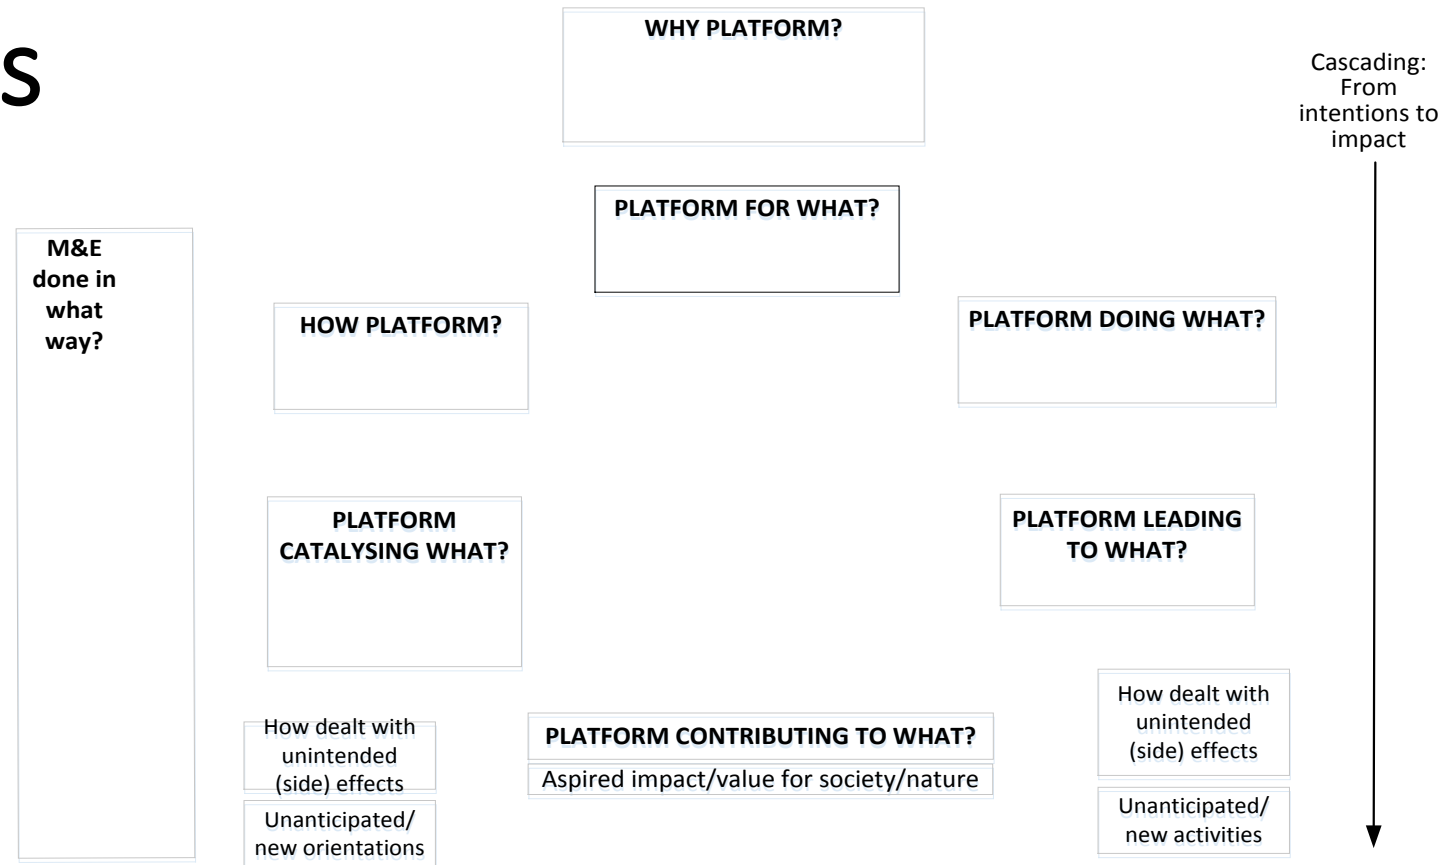 s
WHY PLATFORM?
Cascading:
From
intentions to
impact
PLATFORM FOR WHAT?
M&E
done in
what
way?
HOW PLATFORM?
PLATFORM DOING WHAT?
PLATFORM
CATALYSING WHAT?
PLATFORM LEADING
TO WHAT?
How dealt with
unintended
(side) effects
PLATFORM CONTRIBUTING TO WHAT?
Aspired impact/value for society/nature
How dealt with
unintended
(side) effects
Unanticipated/
new orientations
Unanticipated/
new activities